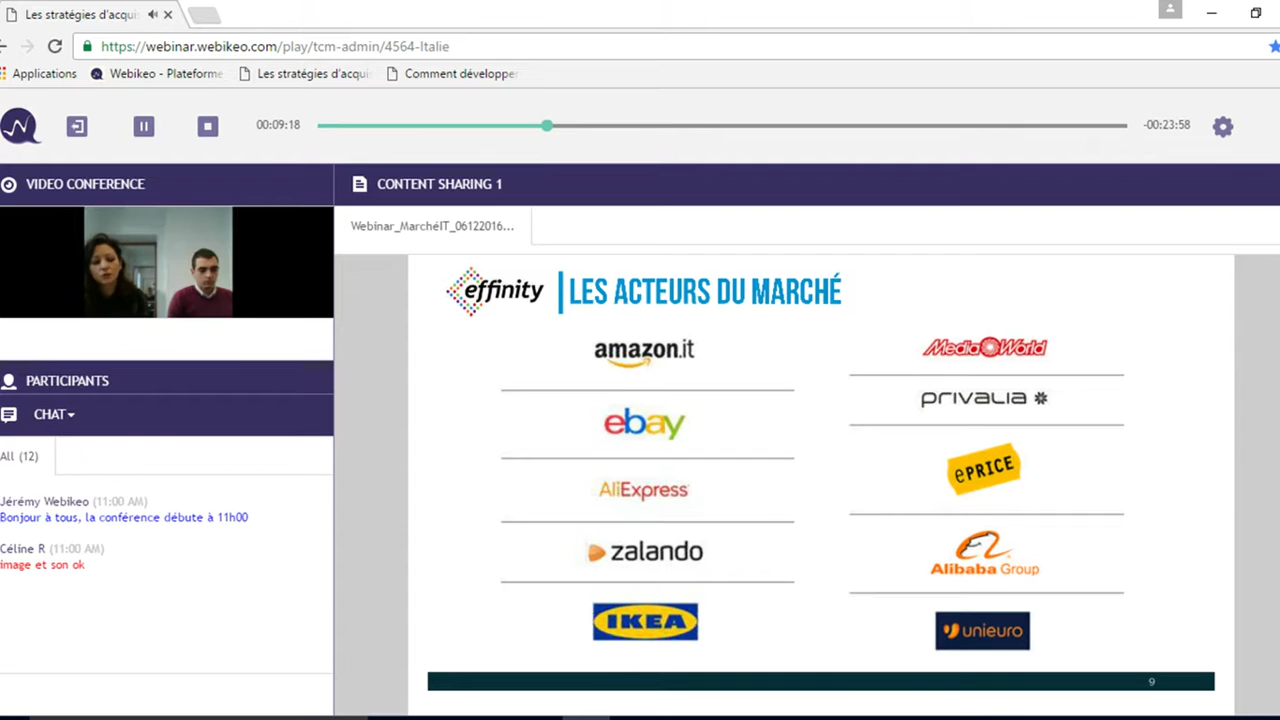 Les stratégies d'acquis
https://webinar.webikeo.com/play/tcm-admin/4564-Italie
Applications
Webikeo - Plateforme
Les stratégies d'acqui
Comment développer
00:09:18
-00:23:58
VIDEO CONFERENCE
CONTENT SHARING 1
Webinar_MarchéIT_06122016...
effinity
LES ACTEURS DU MARCHÉ
amazon.it
ebay
AliExpress
zalando
IKEA
MediaWorld
PRIVALIA
ePRICE
Alibaba Group
unieuro
9
PARTICIPANTS
CHAT
All (12)
Jérémy Webikeo (11:00 AM)
Bonjour à tous, la conférence débute à 11h00
Céline R (11:00 AM)
image et son ok